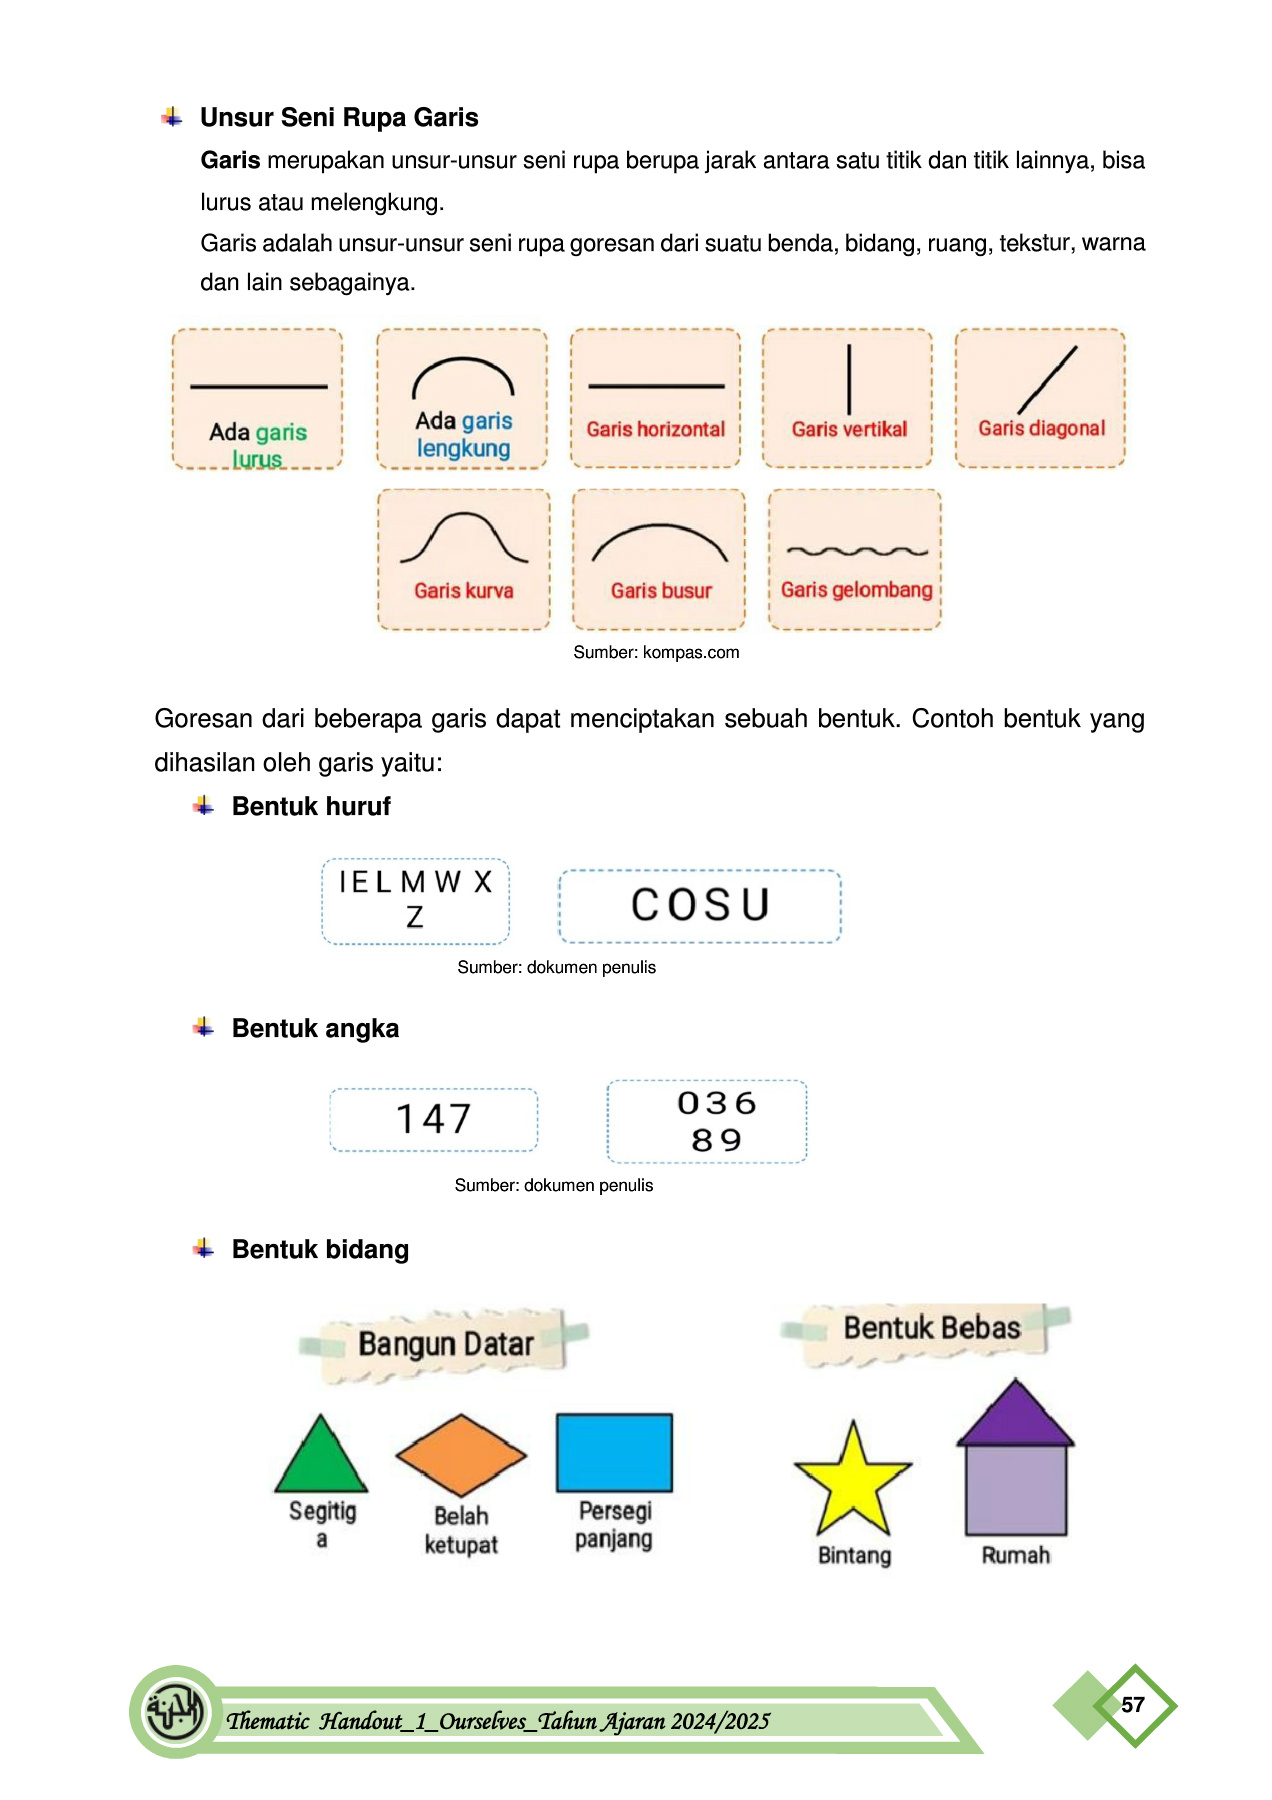 Unsur Seni Rupa Garis
Garis merupakan unsur-unsur seni rupa berupa jarak antara satu titik dan titik lainnya, bisa
lurus atau melengkung.
Garis adalah unsur-unsur seni rupa goresan dari suatu benda, bidang, ruang, tekstur, warna
dan lain sebagainya.
Ada garis
lurus
Ada garis
lengkung
Garis horizontal
Garis vertikal
Garis diagonal
Garis kurva
Garis busur
Garis gelombang
Sumber: kompas.com
Goresan dari beberapa garis dapat menciptakan sebuah bentuk. Contoh bentuk yang
dihasilan oleh garis yaitu:
Bentuk huruf
I E L M W X
Z
C O S U
Sumber: dokumen penulis
Bentuk angka
1 4 7
0 3 6
8 9
Sumber: dokumen penulis
Bentuk bidang
Bangun Datar
Segitig
a
Belah
ketupat
Persegi
panjang
Bentuk Bebas
Bintang
Rumah
Thematic Handout_1_Ourselves_Tahun Ajaran 2024/2025
57